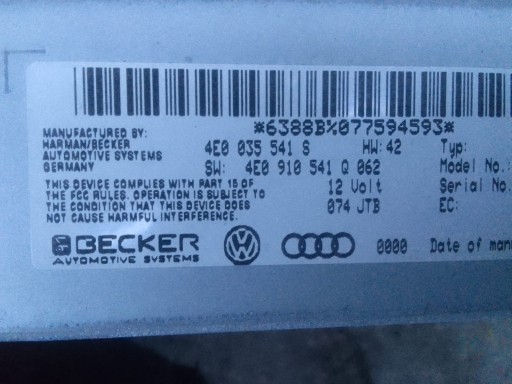 *6388B%077594593*
MANUFACTURED BY:
HARMAN/BECKER
AUTOMOTIVE SYSTEMS
GERMANY
4E0 035 541 S HW:42 Typ:
SW: 4E0 910 541 Q 062 Model No.:
THIS DEVICE COMPLIES WITH PART 15 OF
THE FCC RULES. OPERATION IS SUBJECT TO
THE CONDITION THAT THIS DEVICE DOES
NOT CAUSE HARMFUL INTERFERENCE.
12 Volt Serial No.
074 JTB EC:
BECKER
AUTOMOTIVE SYSTEMS
0000 Date of man